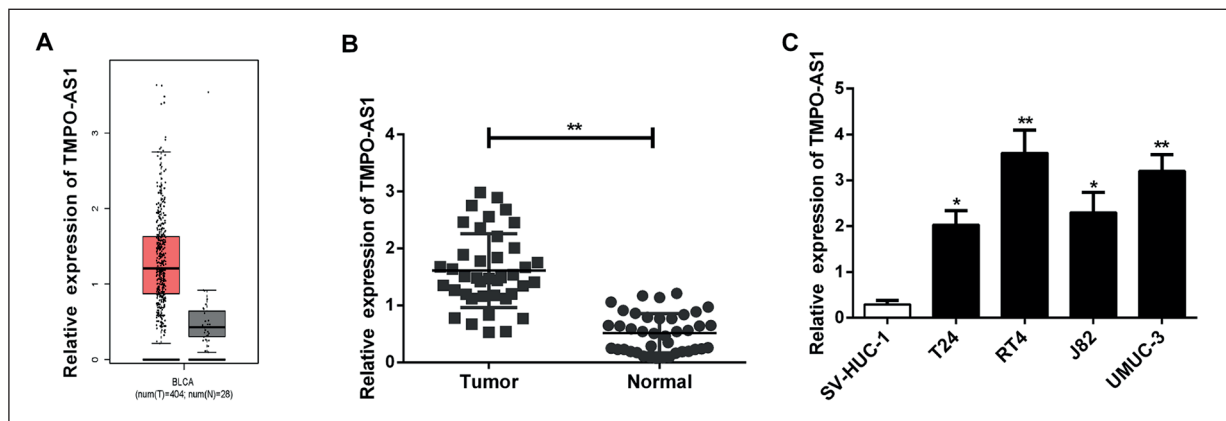 A
Relative expression of TMPO-AS1
3
2
1
0
BLCA
(num(T)=404; num(N)=28)
B
Relative expression of TMPO-AS1
4
3
2
1
0
**
Tumor
Normal
C
Relative expression of TMPO-AS1
5
4
3
2
1
0
*
**
*
**
SV-HUC-1
T24
RT4
J82
UMUC-3